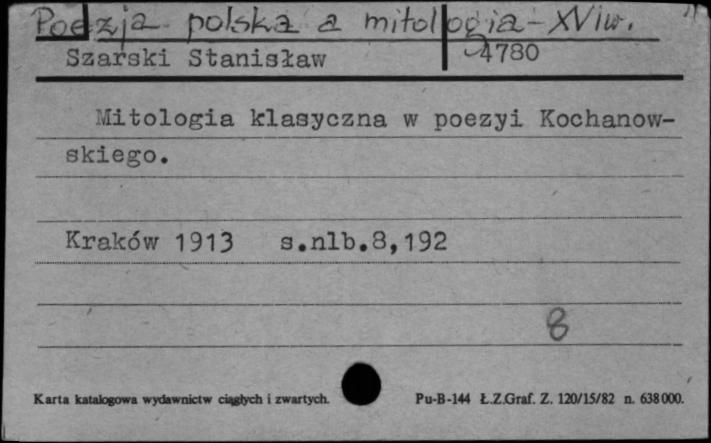 Poezja polska a mitologia - XVI w.
Szarski Stanisław 4780
Mitologia klasyczna w poezyi Kochanow-
skiego.
Kraków 1913 s.nlb.8,192
8
Karta katalogowa wydawnictw ciągłych i zwartych. Pu-B-144 Ł.Z.Graf. Z. 120/15/82 n. 638000.